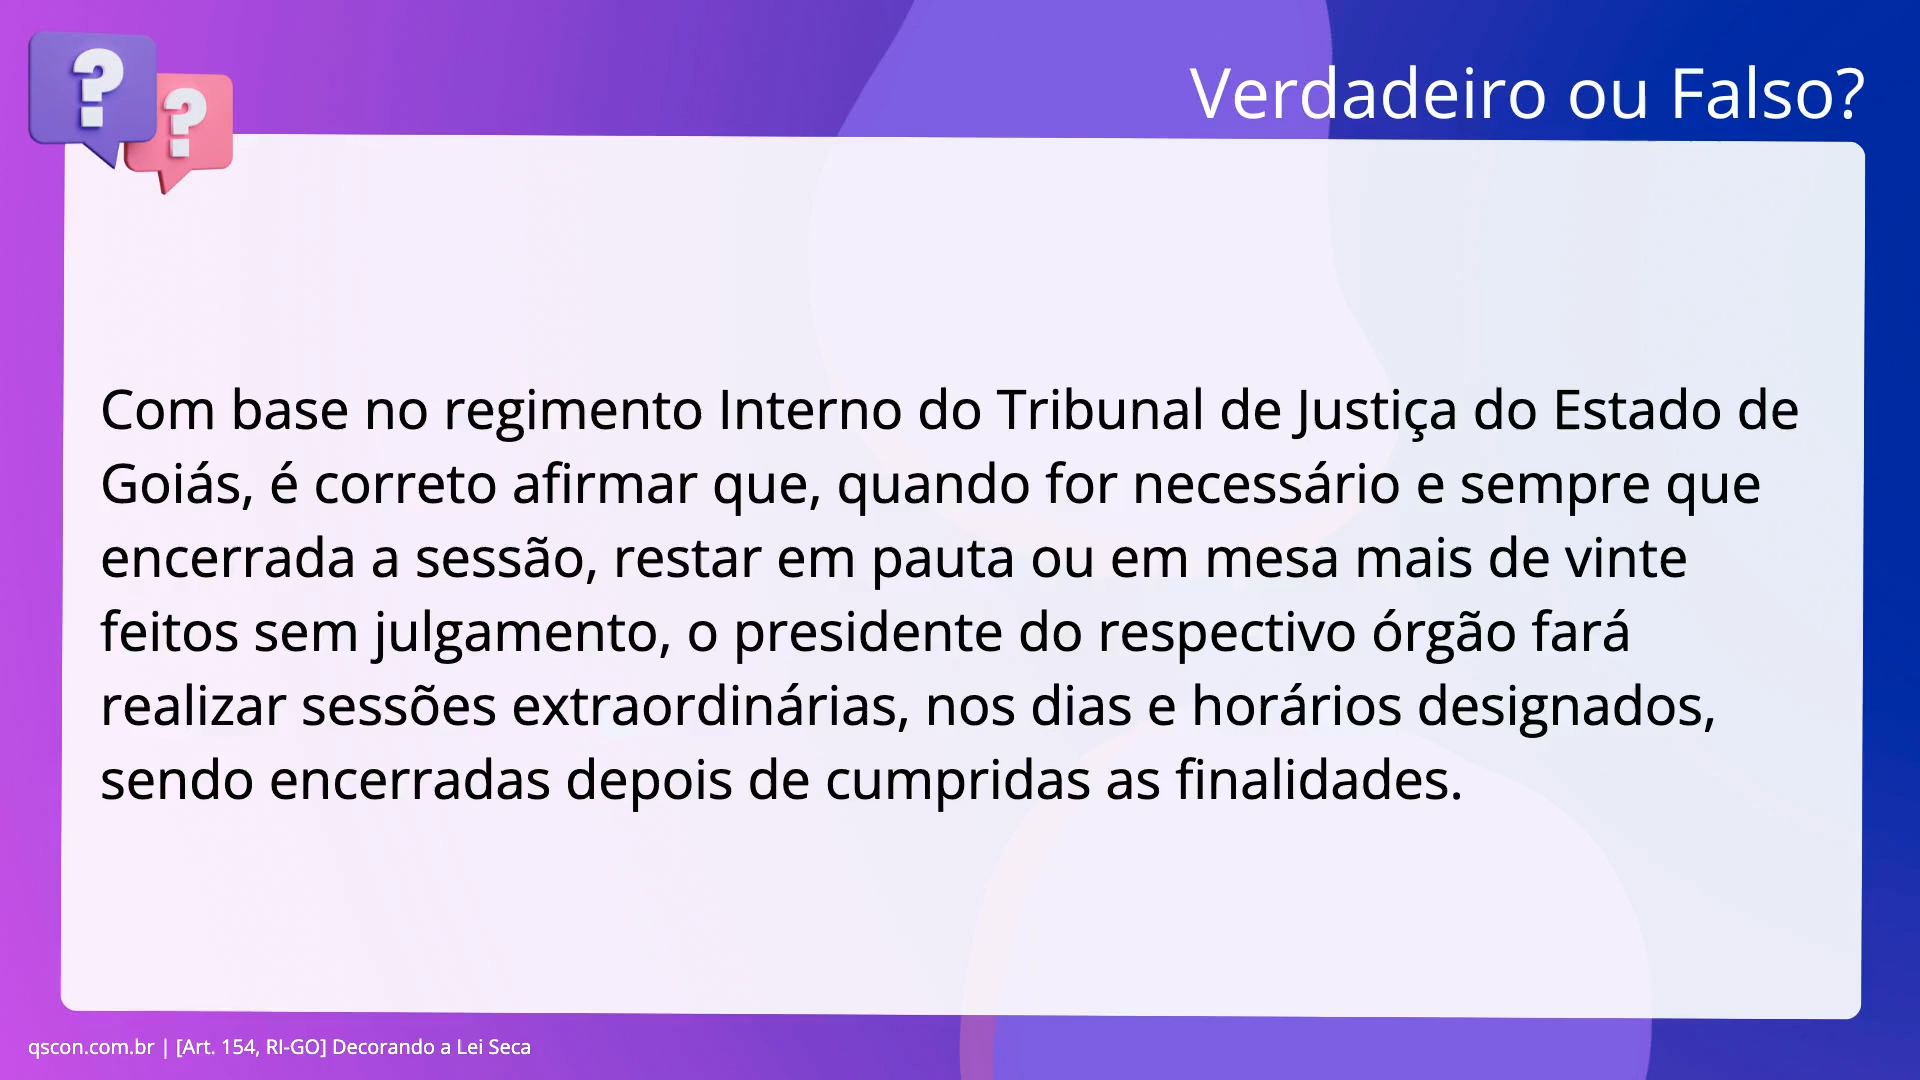 ? ?
Verdadeiro ou Falso?
Com base no regimento Interno do Tribunal de Justiça do Estado de
Goiás, é correto afirmar que, quando for necessário e sempre que
encerrada a sessão, restar em pauta ou em mesa mais de vinte
feitos sem julgamento, o presidente do respectivo órgão fará
realizar sessões extraordinárias, nos dias e horários designados,
sendo encerradas depois de cumpridas as finalidades.
qscon.com.br | [Art. 154, RI-GO] Decorando a Lei Seca